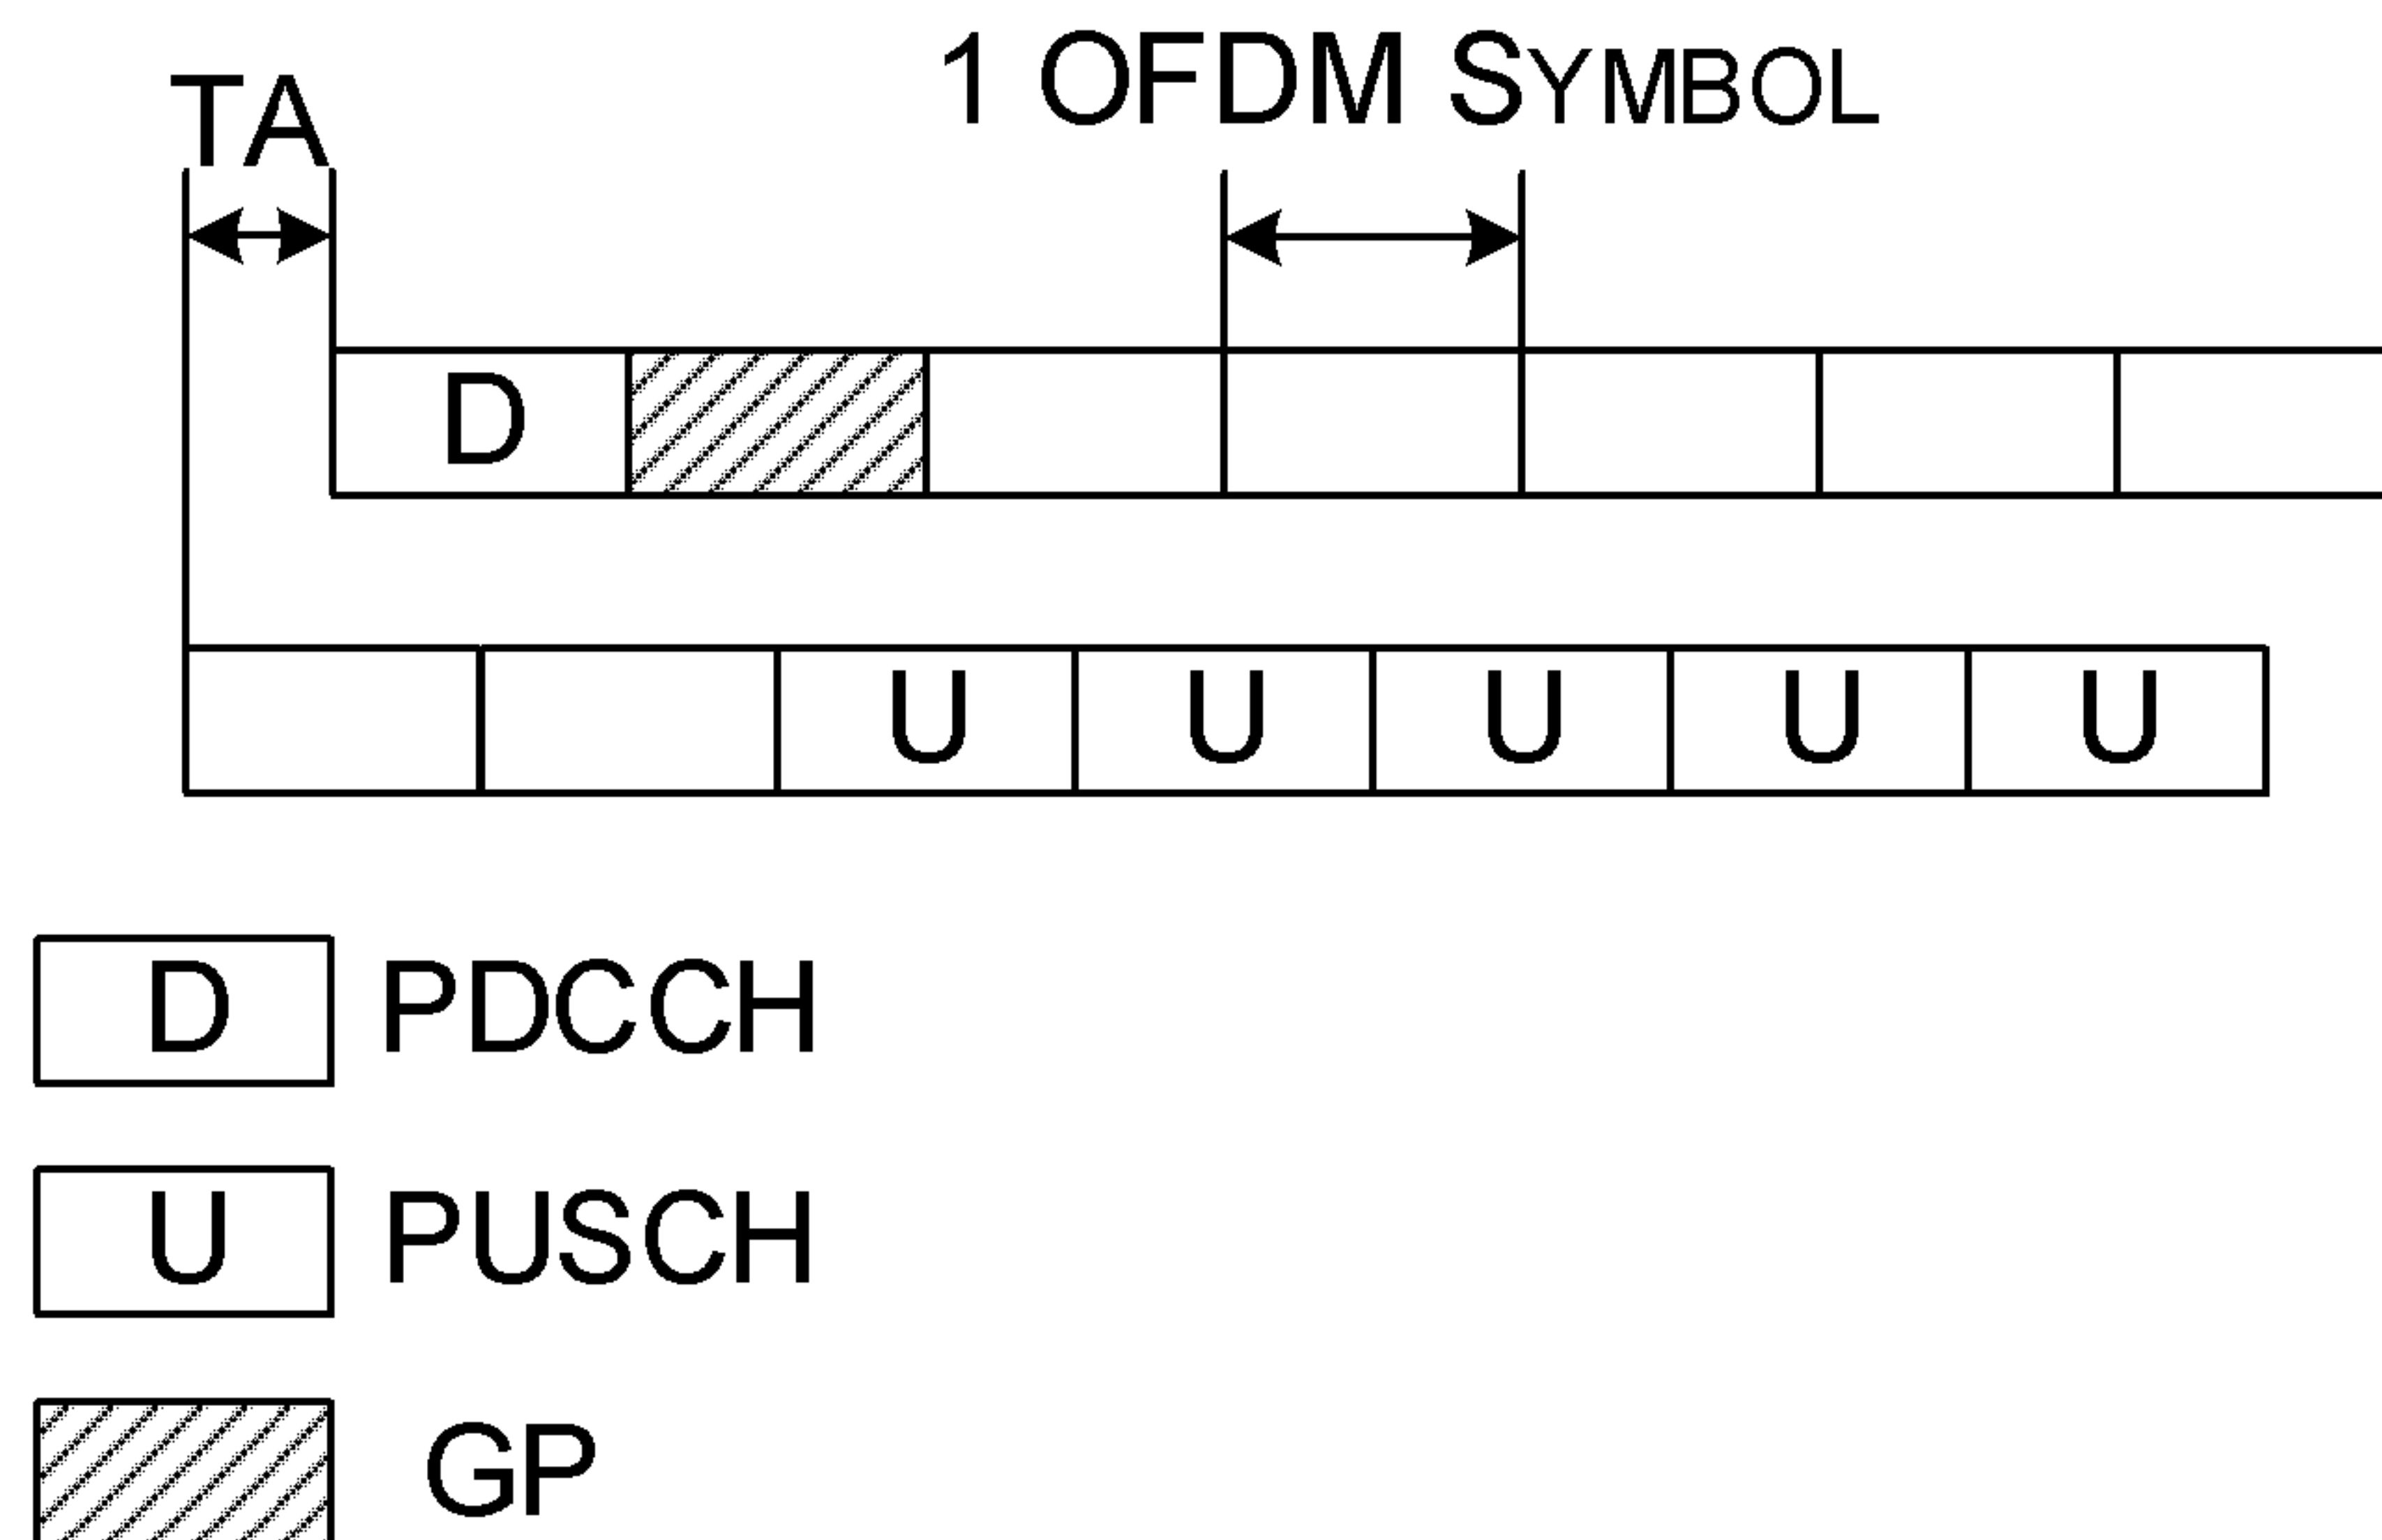 1 OFDM SYMBOL
TA
D
U U U U U
D PDCCH
U PUSCH
GP